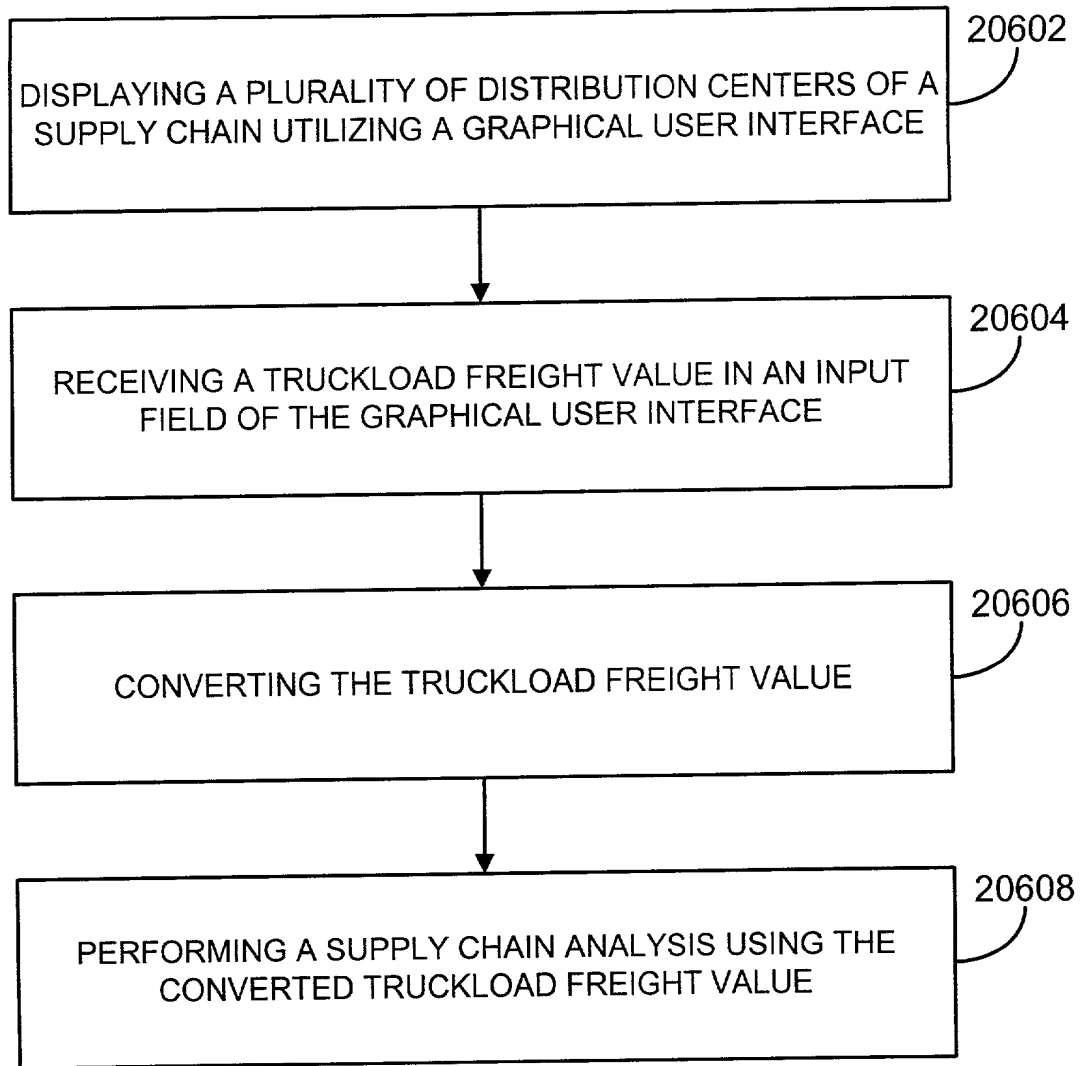 20602
DISPLAYING A PLURALITY OF DISTRIBUTION CENTERS OF A
SUPPLY CHAIN UTILIZING A GRAPHICAL USER INTERFACE
20604
RECEIVING A TRUCKLOAD FREIGHT VALUE IN AN INPUT
FIELD OF THE GRAPHICAL USER INTERFACE
20606
CONVERTING THE TRUCKLOAD FREIGHT VALUE
20608
PERFORMING A SUPPLY CHAIN ANALYSIS USING THE
CONVERTED TRUCKLOAD FREIGHT VALUE